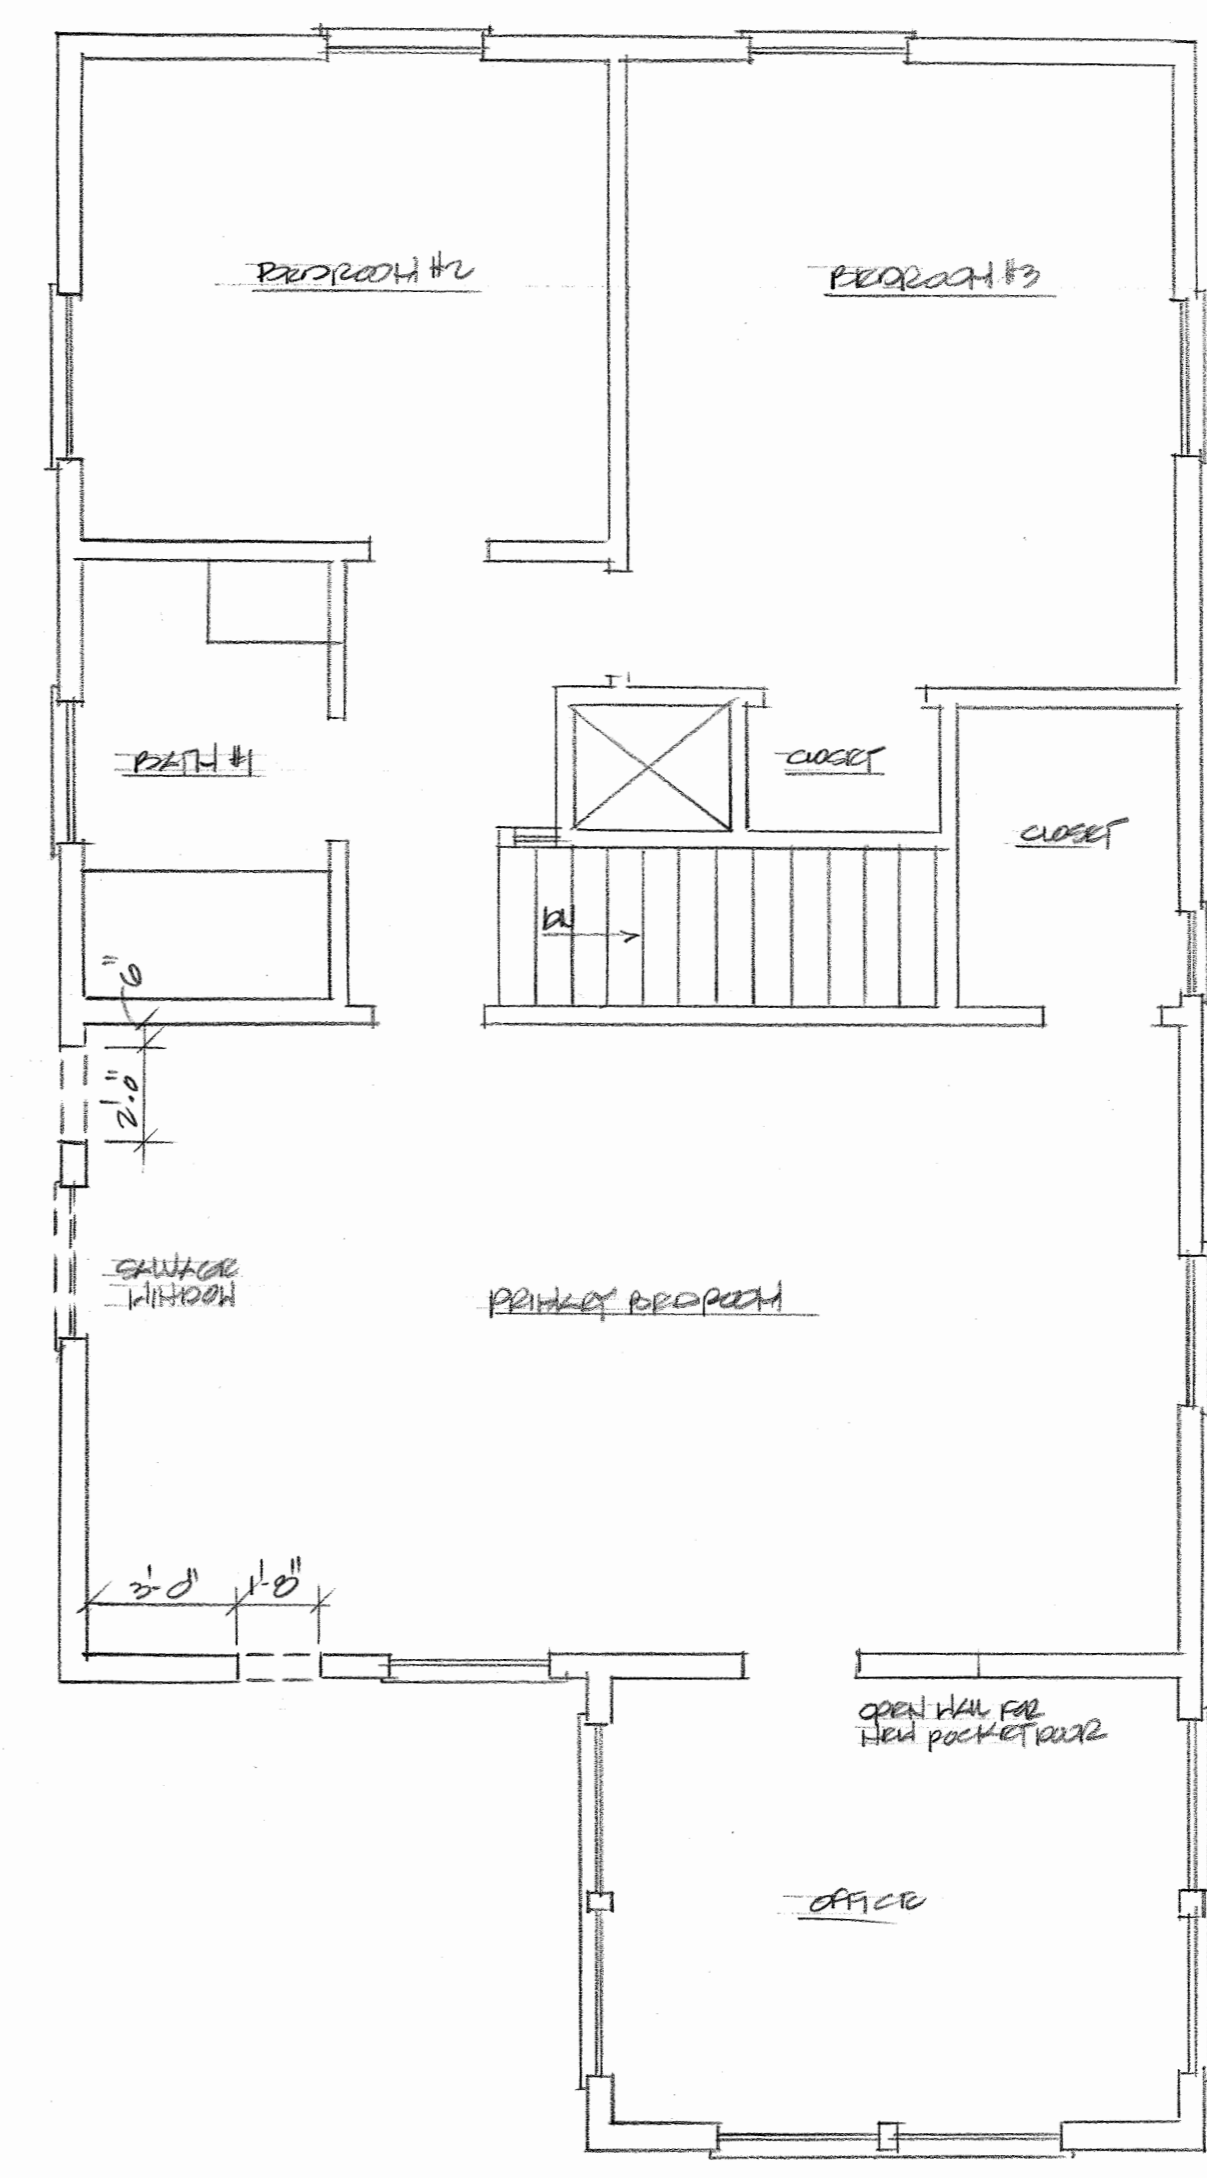 BEDROOM #2
BEDROOM #3
BATH #1
CLOSET
CLOSET
DN
6"
2'-0"
SALVAGE
WINDOW
PRIMARY BEDROOM
3'-0"
1'-8"
OPEN WALL FOR
NEW POCKET DOOR
OFFICE